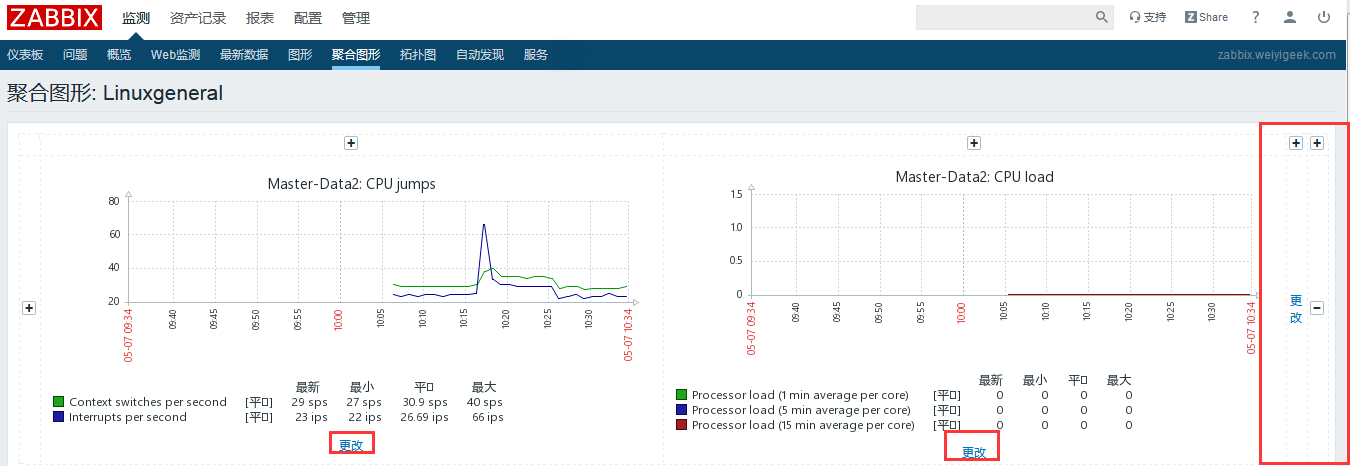 ZABBIX 监测 资产记录 报表 配置 管理 支持 Z Share ?
仪表板 问题 概览 Web监测 最新数据 图形 聚合图形 拓扑图 自动发现 服务 zabbix.weiyigeek.com
聚合图形: Linuxgeneral
+ + + +
Master-Data2: CPU jumps
80
60
40
20
05-07 09:34 09:40 09:45 09:50 09:55 10:00 10:05 10:10 10:15 10:20 10:25 10:30 05-07 10:34
最新 最小 平□ 最大
Context switches per second [平□] 29 sps 27 sps 30.9 sps 40 sps
Interrupts per second [平□] 23 ips 22 ips 26.69 ips 66 ips
更改
Master-Data2: CPU load
1.5
1.0
0.5
0
05-07 09:34 09:40 09:45 09:50 09:55 10:00 10:05 10:10 10:15 10:20 10:25 10:30 05-07 10:34
最新 最小 平□ 最大
Processor load (1 min average per core) [平□] 0 0 0 0
Processor load (5 min average per core) [平□] 0 0 0 0
Processor load (15 min average per core) [平□] 0 0 0 0
更改
更
改